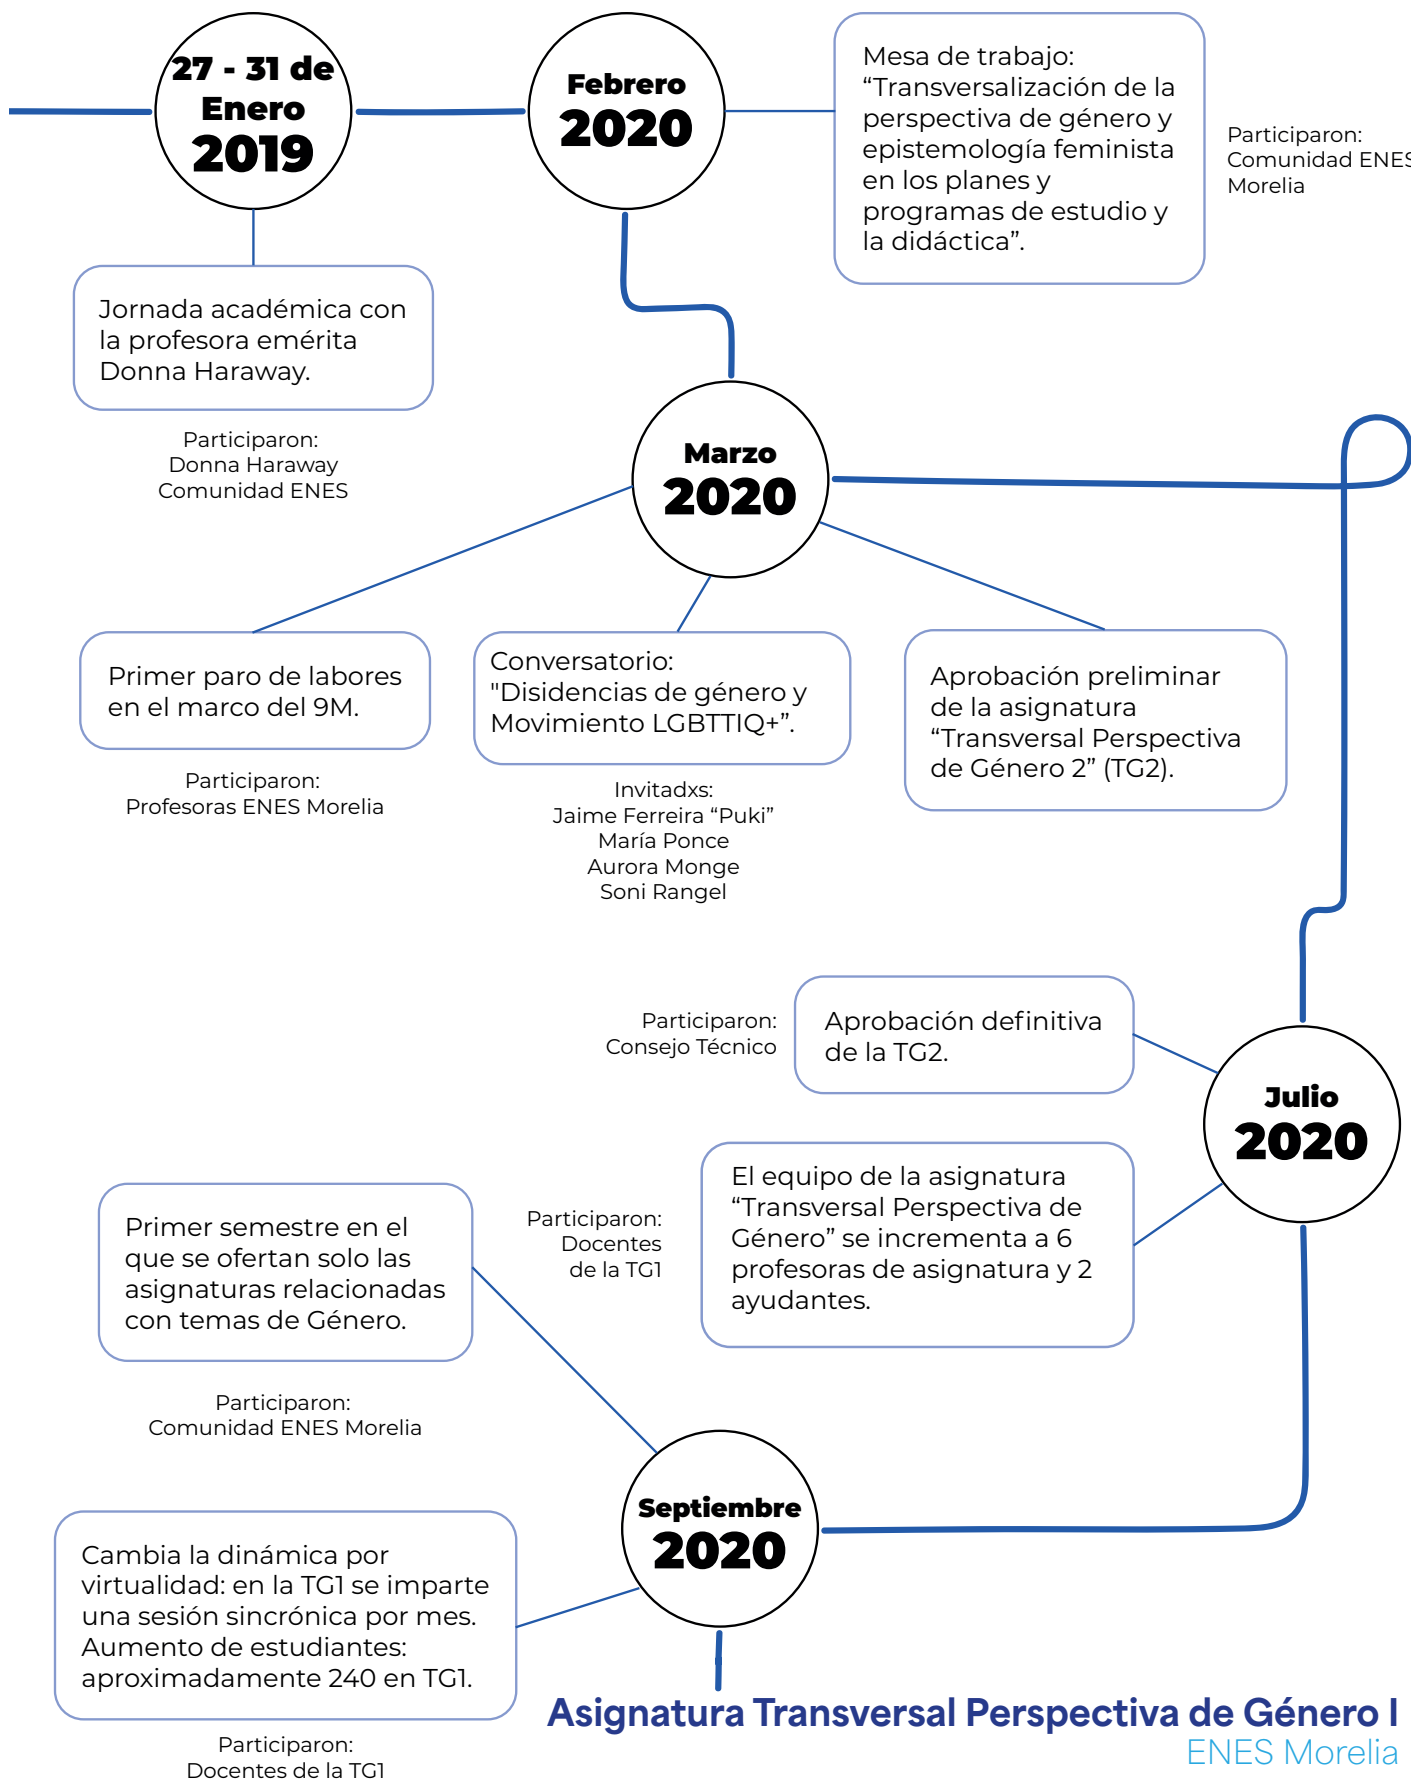 27 - 31 de
Enero
2019
Jornada académica con
la profesora emérita
Donna Haraway.
Participaron:
Donna Haraway
Comunidad ENES
Febrero
2020
Mesa de trabajo:
“Transversalización de la
perspectiva de género y
epistemología feminista
en los planes y
programas de estudio y
la didáctica”.
Participaron:
Comunidad ENES
Morelia
Marzo
2020
Primer paro de labores
en el marco del 9M.
Participaron:
Profesoras ENES Morelia
Conversatorio:
"Disidencias de género y
Movimiento LGBTTIQ+”.
Invitadxs:
Jaime Ferreira “Puki”
María Ponce
Aurora Monge
Soni Rangel
Aprobación preliminar
de la asignatura
“Transversal Perspectiva
de Género 2” (TG2).
Julio
2020
Aprobación definitiva
de la TG2.
Participaron:
Consejo Técnico
El equipo de la asignatura
“Transversal Perspectiva de
Género” se incrementa a 6
profesoras de asignatura y 2
ayudantes.
Participaron:
Docentes
de la TG1
Septiembre
2020
Primer semestre en el
que se ofertan solo las
asignaturas relacionadas
con temas de Género.
Participaron:
Comunidad ENES Morelia
Cambia la dinámica por
virtualidad: en la TG1 se imparte
una sesión sincrónica por mes.
Aumento de estudiantes:
aproximadamente 240 en TG1.
Participaron:
Docentes de la TG1
Asignatura Transversal Perspectiva de Género I
ENES Morelia